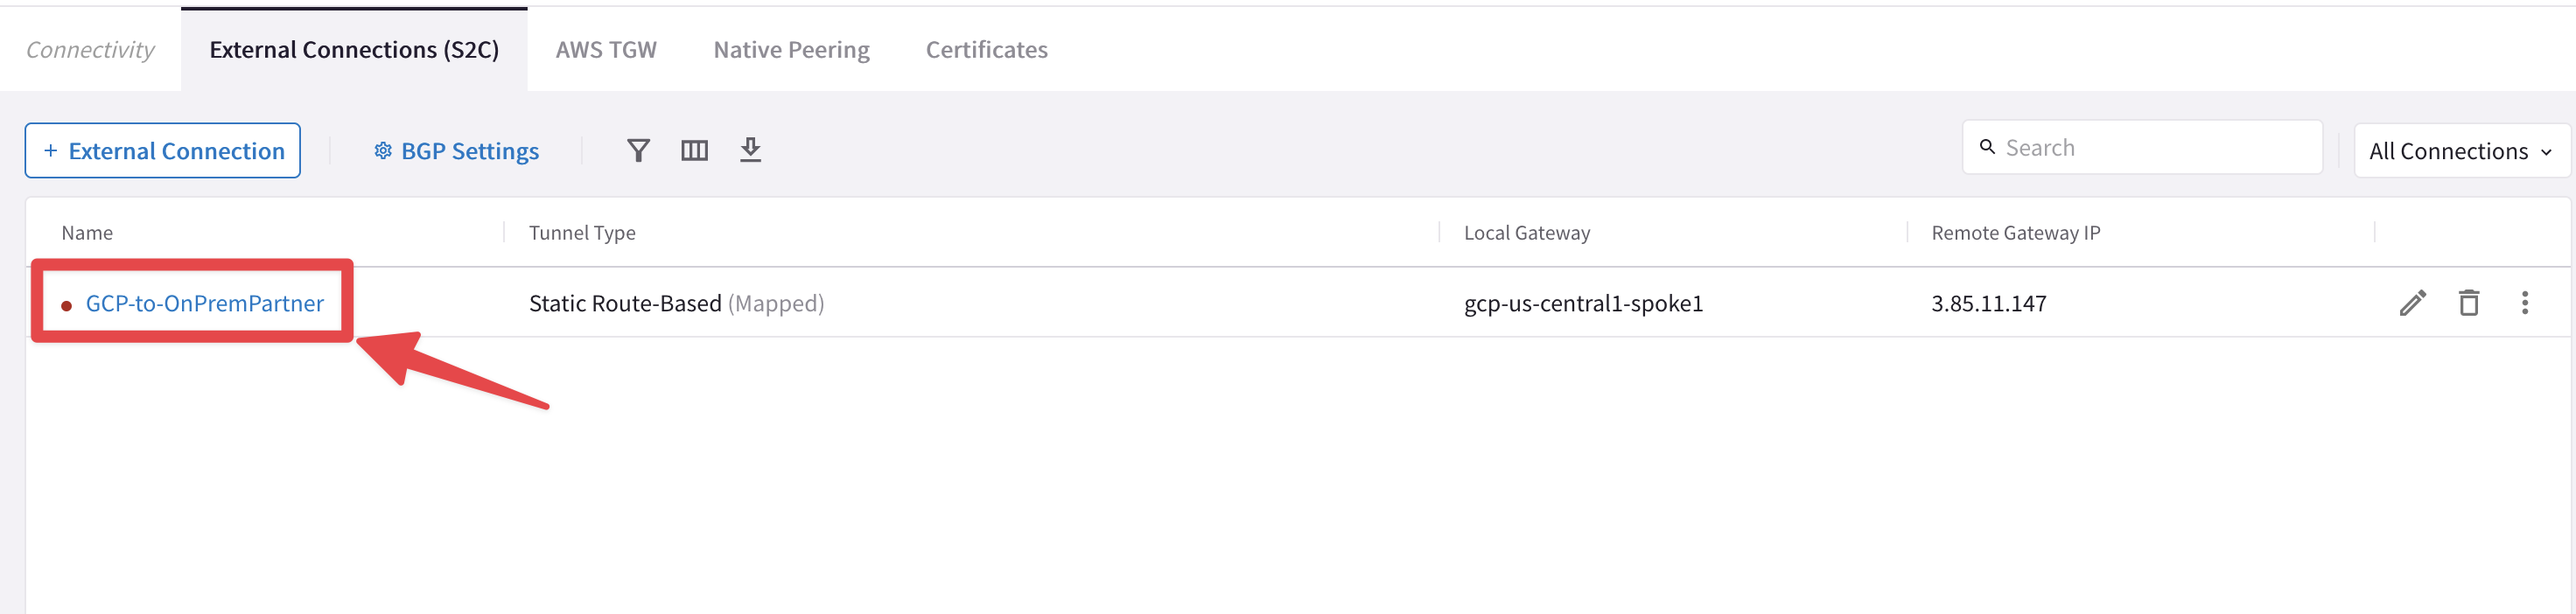 Connectivity External Connections (S2C) AWS TGW Native Peering Certificates
+ External Connection BGP Settings Search All Connections
Name Tunnel Type Local Gateway Remote Gateway IP
GCP-to-OnPremPartner Static Route-Based (Mapped) gcp-us-central1-spoke1 3.85.11.147